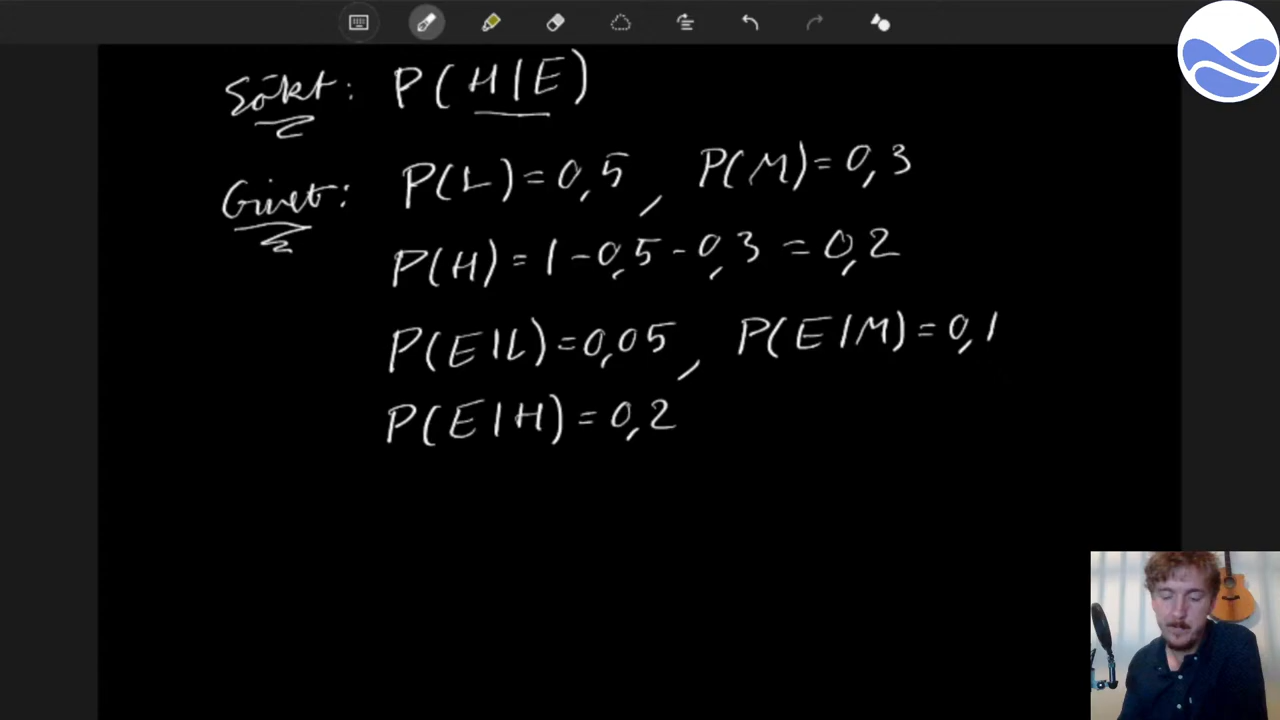 Sökt: P(H|E)
Givet: P(L)=0,5, P(M)=0,3
P(H)=1-0,5-0,3=0,2
P(E|L)=0,05, P(E|M)=0,1
P(E|H)=0,2